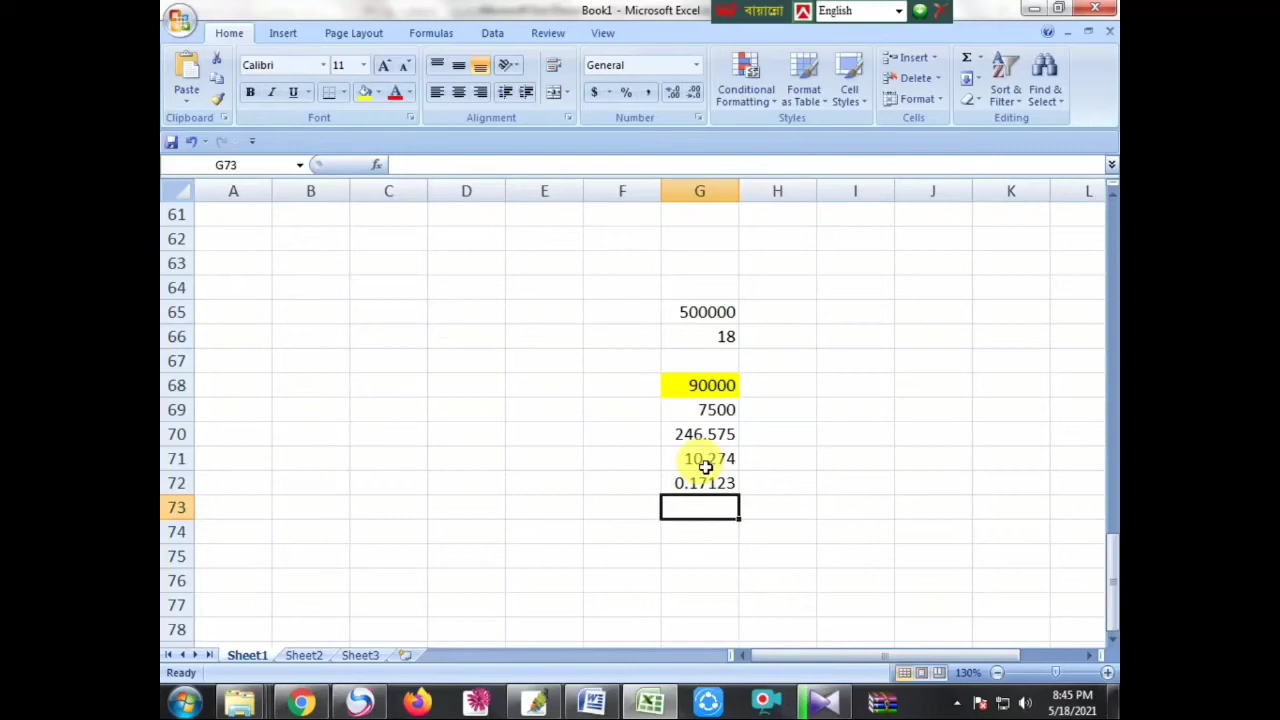 Book1 - Microsoft Excel
বায়ান্নো
English
Home Insert Page Layout Formulas Data Review View
Calibri 11 General
Paste
B I U
$ % ,
Conditional Formatting
Format as Table
Cell Styles
Insert
Delete
Format
Σ
Sort & Filter
Find & Select
Clipboard Font Alignment Number Styles Cells Editing
G73 fx
A B C D E F G H I J K L
61
62
63
64
65 500000
66 18
67
68 90000
69 7500
70 246.575
71 10.274
72 0.17123
73
74
75
76
77
78
Sheet1 Sheet2 Sheet3
Ready 130%
8:45 PM
5/18/2021